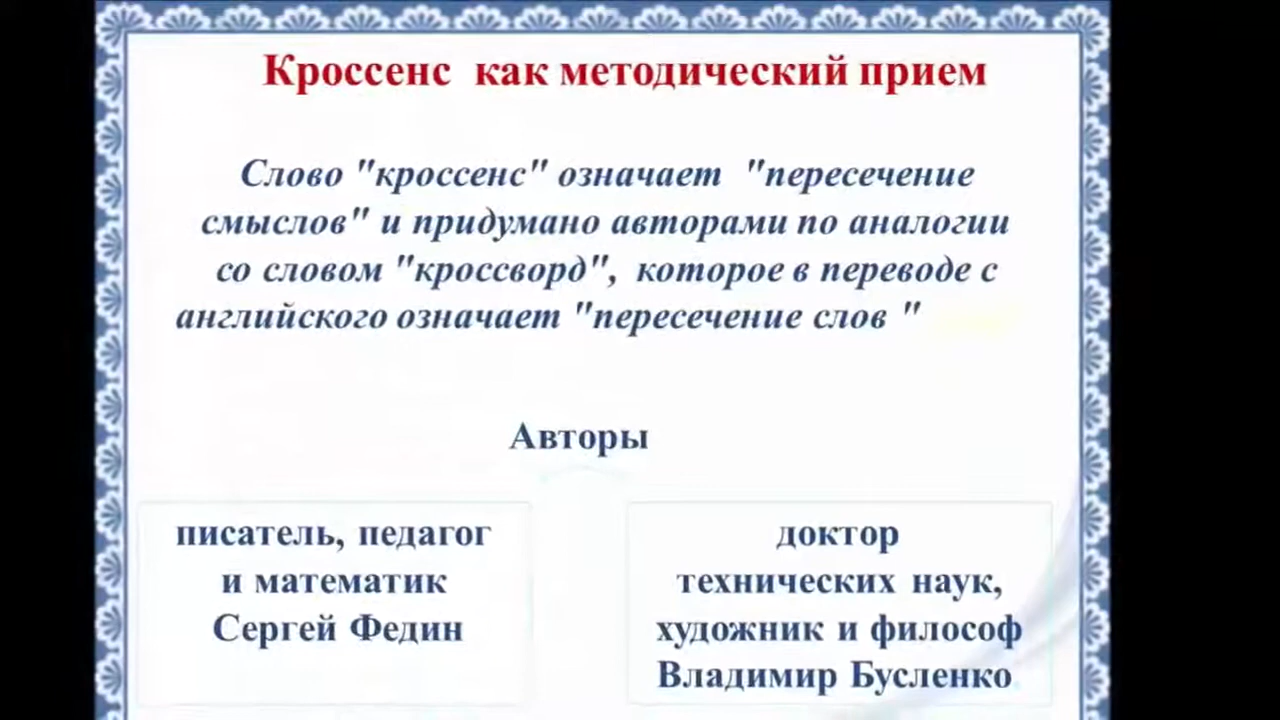 Кроссенс как методический прием
Слово "кроссенс" означает "пересечение
смыслов" и придумано авторами по аналогии
со словом "кроссворд", которое в переводе с
английского означает "пересечение слов "
Авторы
писатель, педагог
и математик
Сергей Федин
доктор
технических наук,
художник и философ
Владимир Бусленко